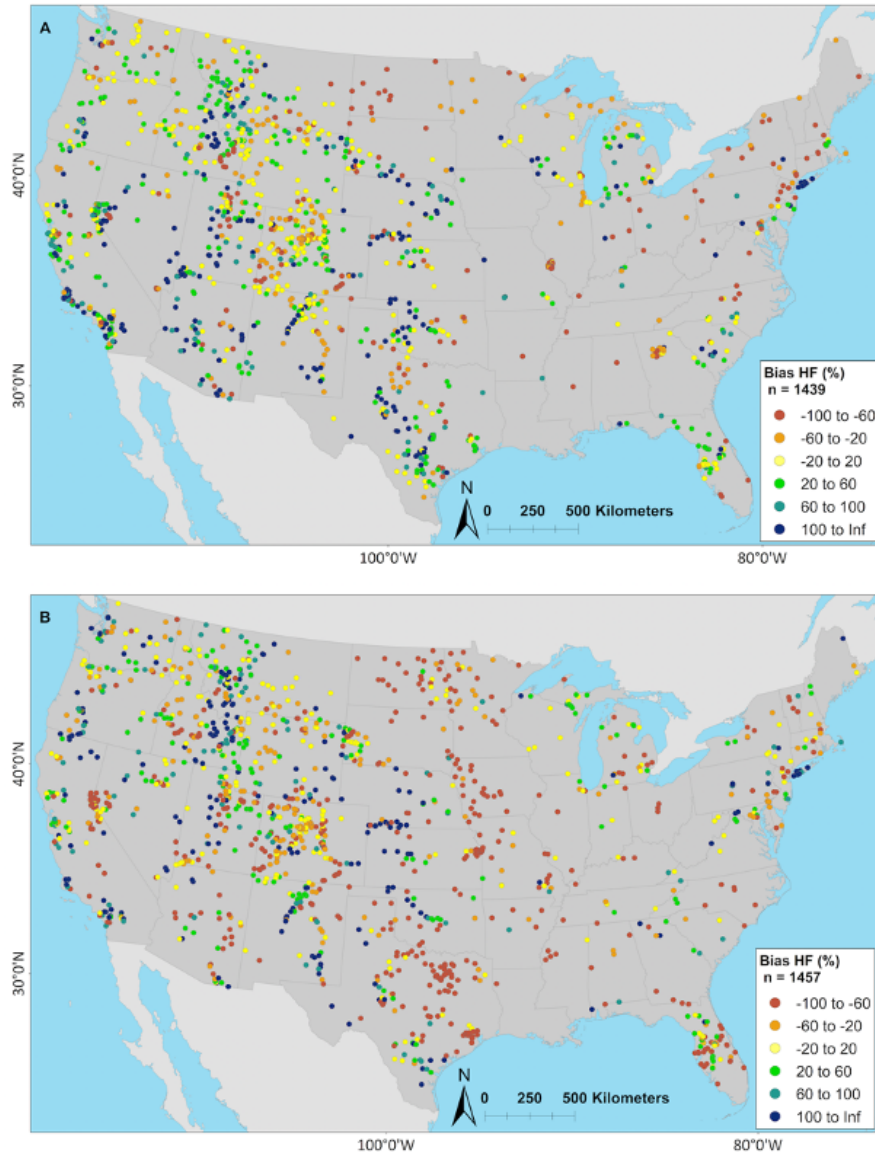 A
40°0'N
30°0'N
Bias HF (%)
n = 1439
-100 to -60
-60 to -20
-20 to 20
20 to 60
60 to 100
100 to Inf
N
0 250 500 Kilometers
100°0'W
80°0'W
B
40°0'N
30°0'N
Bias HF (%)
n = 1457
-100 to -60
-60 to -20
-20 to 20
20 to 60
60 to 100
100 to Inf
N
0 250 500 Kilometers
100°0'W
80°0'W